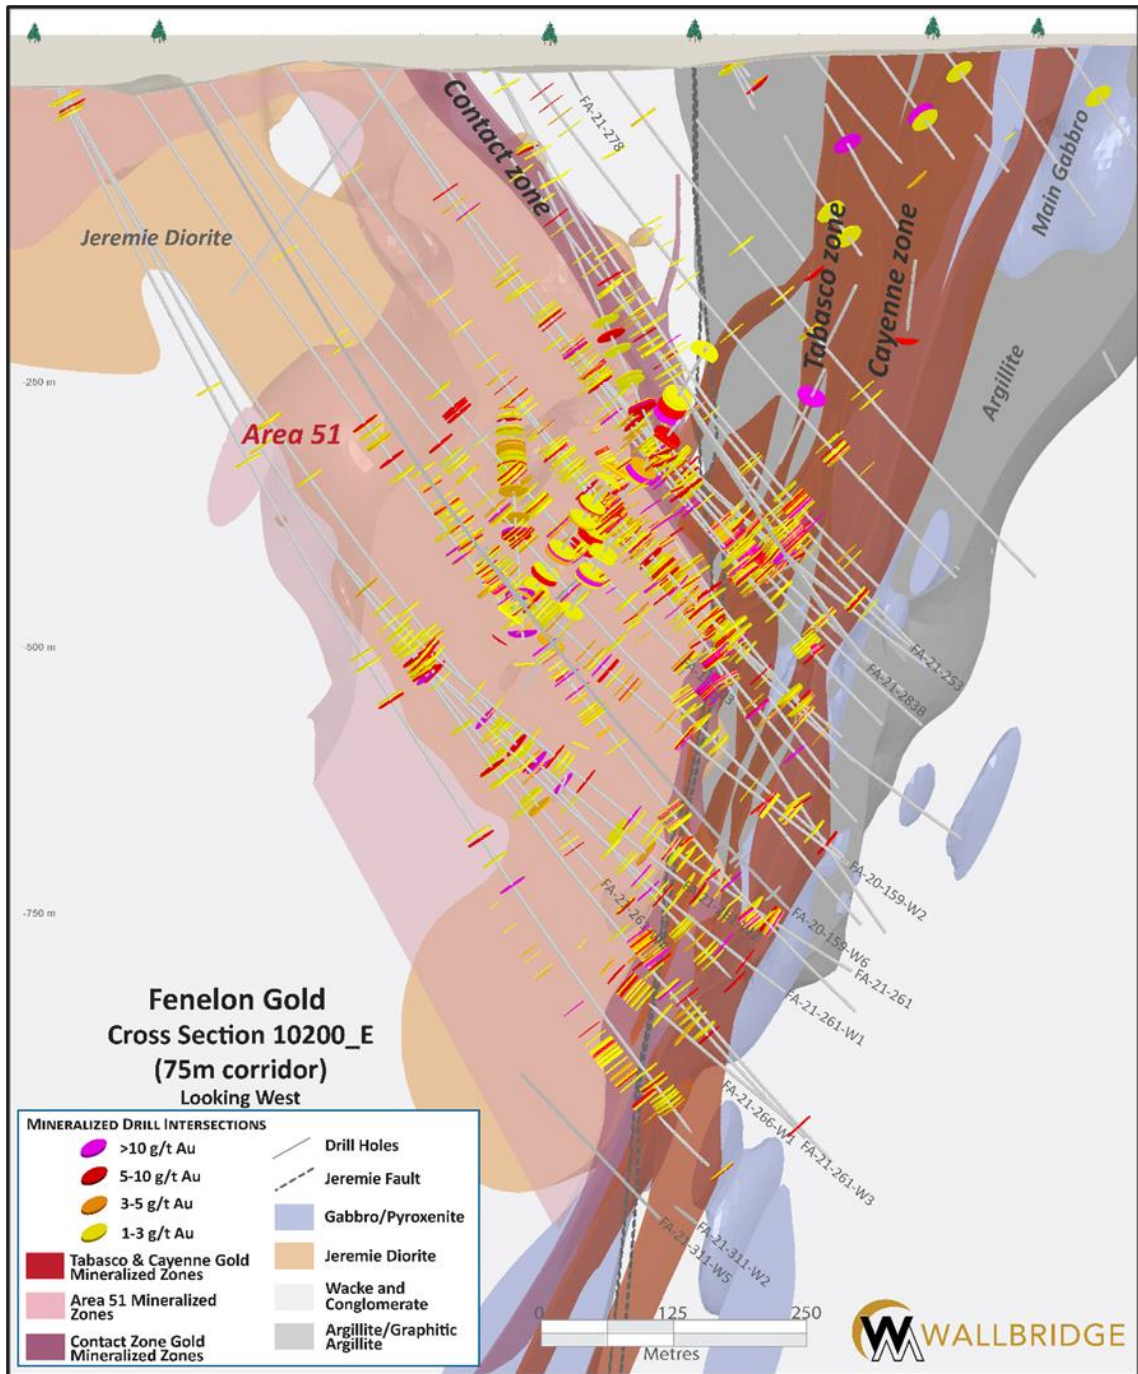 FA-21-278
Contact zone
Main Gabbro
Jeremie Diorite
Tabasco zone
Cayenne zone
Argillite
-250 m
Area 51
-500 m
FA-21-253
FA-21-283B
FA-20-159-W2
-750 m
FA-20-159-W6
FA-21-261
FA-21-261-W1
Fenelon Gold
Cross Section 10200_E
(75m corridor)
Looking West
FA-21-266-W1
FA-21-261-W3
FA-21-311-W2
FA-21-311-W5
MINERALIZED DRILL INTERSECTIONS
>10 g/t Au
5-10 g/t Au
3-5 g/t Au
1-3 g/t Au
Tabasco & Cayenne Gold
Mineralized Zones
Area 51 Mineralized
Zones
Contact Zone Gold
Mineralized Zones
Drill Holes
Jeremie Fault
Gabbro/Pyroxenite
Jeremie Diorite
Wacke and
Conglomerate
Argillite/Graphitic
Argillite
0 125 250
Metres
WALLBRIDGE